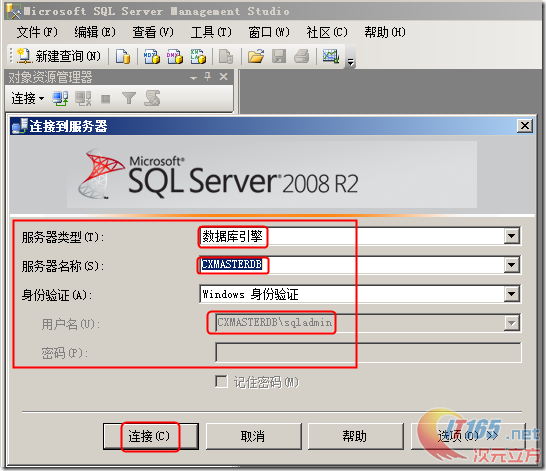 Microsoft SQL Server Management Studio
文件(F) 编辑(E) 查看(V) 工具(T) 窗口(W) 社区(C) 帮助(H)
新建查询(N)
对象资源管理器
连接
连接到服务器
Microsoft®
SQL Server® 2008 R2
服务器类型(T): 数据库引擎
服务器名称(S): CXMASTERDB
身份验证(A): Windows 身份验证
用户名(U): CXMASTERDB\sqladmin
密码(P):
记住密码(M)
连接(C) 取消 帮助 选项(O) >>
IT165.net
次元立方